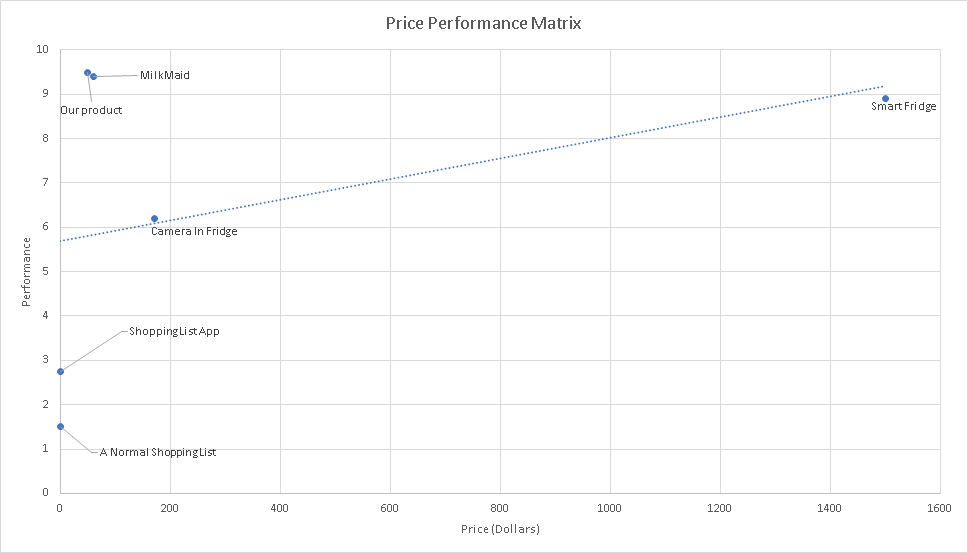 Price Performance Matrix
10
9
8
7
6
5
4
3
2
1
0
Performance
MilkMaid
Our product
Smart Fridge
Camera In Fridge
Shopping List App
A Normal Shopping List
0 200 400 600 800 1000 1200 1400 1600
Price (Dollars)